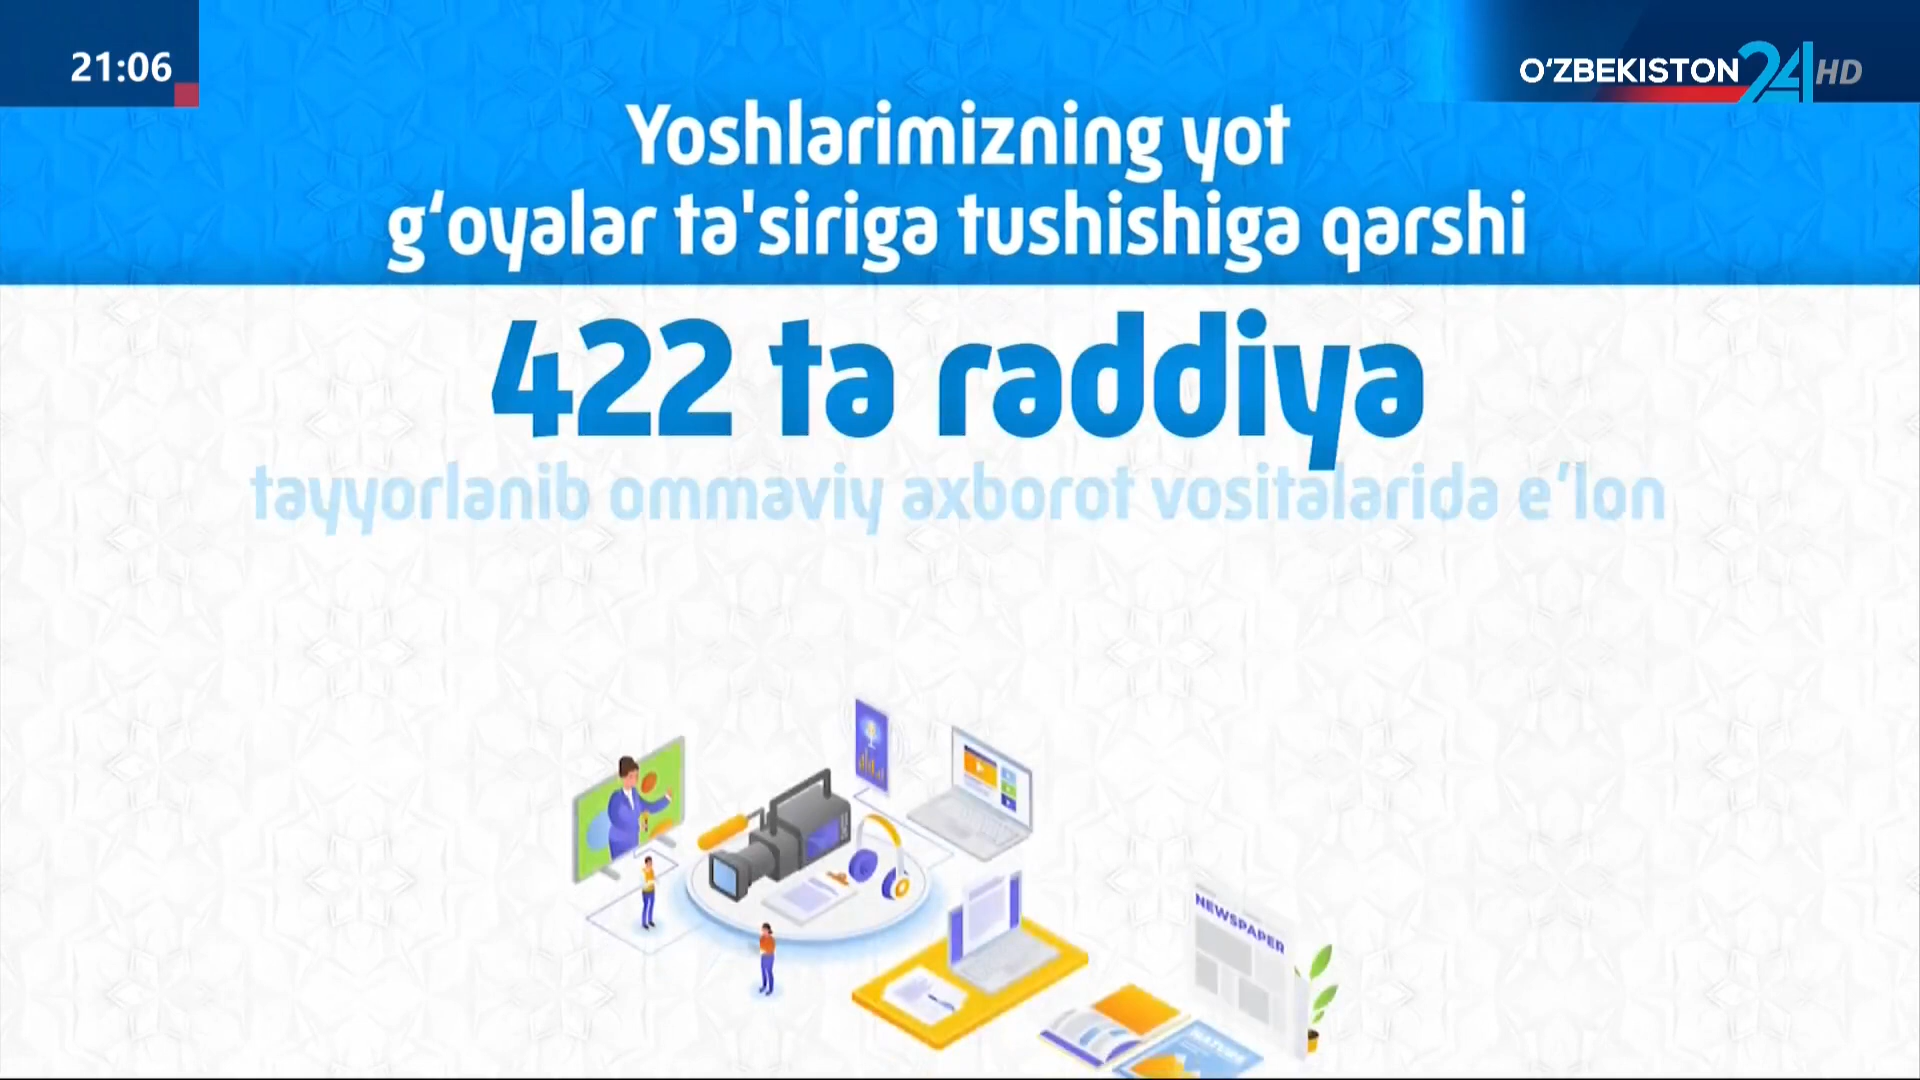 21:06
O‘ZBEKISTON 24 HD
Yoshlarimizning yot
g‘oyalar ta'siriga tushishiga qarshi
422 ta raddiya
tayyorlanib ommaviy axborot vositalarida e’lon
NEWSPAPER